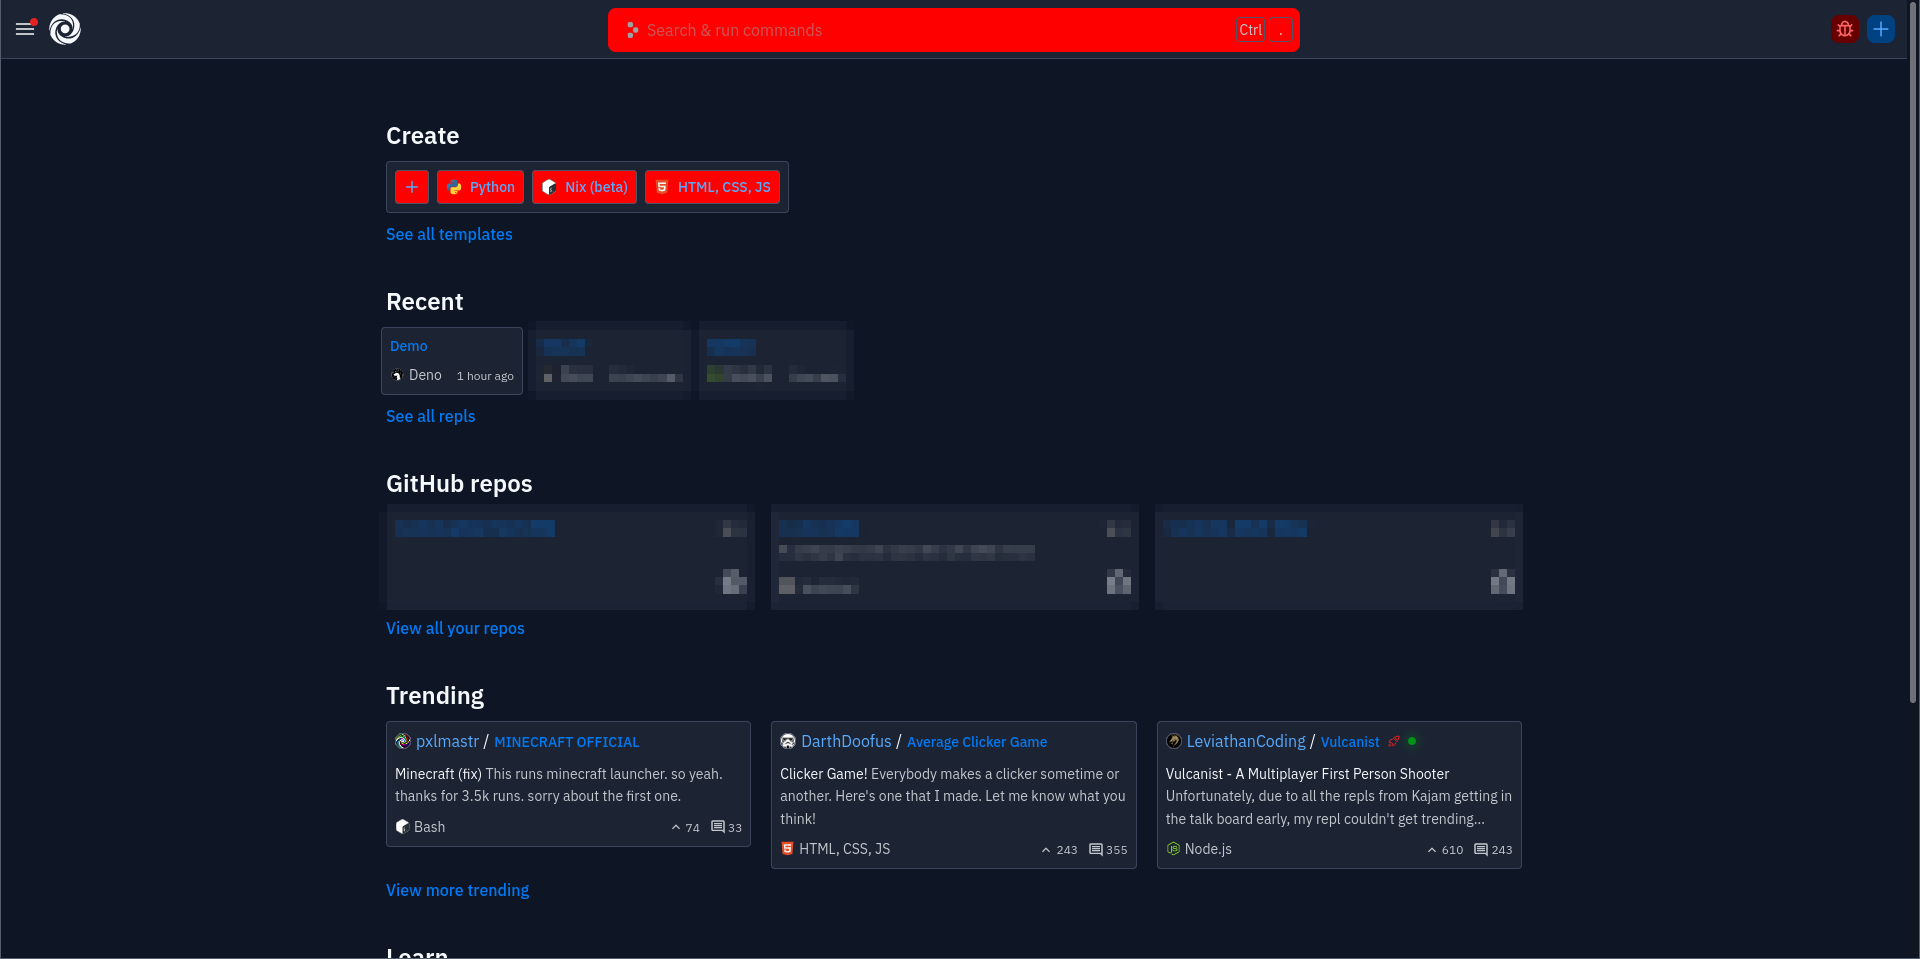 Search & run commands Ctrl .
Create
Python Nix (beta) HTML, CSS, JS
See all templates
Recent
Demo
Deno 1 hour ago
See all repls
GitHub repos
View all your repos
Trending
pxlmastr / MINECRAFT OFFICIAL
Minecraft (fix) This runs minecraft launcher. so yeah.
thanks for 3.5k runs. sorry about the first one.
Bash 74 33
DarthDoofus / Average Clicker Game
Clicker Game! Everybody makes a clicker sometime or
another. Here's one that I made. Let me know what you
think!
HTML, CSS, JS 243 355
LeviathanCoding / Vulcanist
Vulcanist - A Multiplayer First Person Shooter
Unfortunately, due to all the repls from Kajam getting in
the talk board early, my repl couldn't get trending...
Node.js 610 243
View more trending
Learn